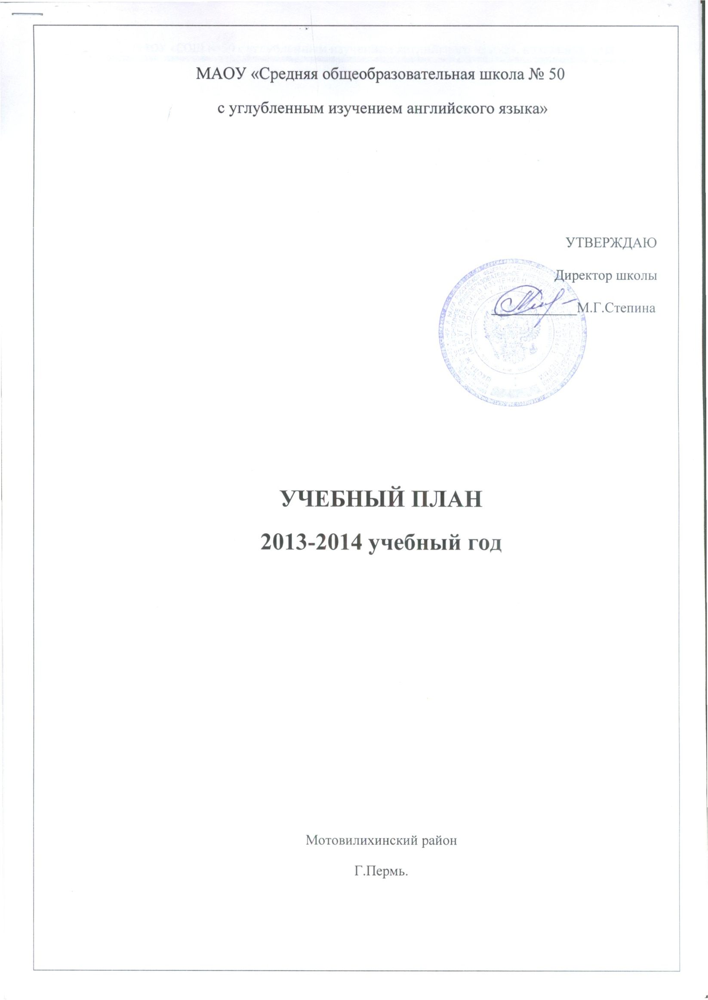 МАОУ «Средняя общеобразовательная школа № 50
с углубленным изучением английского языка»
УТВЕРЖДАЮ
Директор школы
М.Г.Степина
УЧЕБНЫЙ ПЛАН
2013-2014 учебный год
Мотовилихинский район
Г.Пермь.